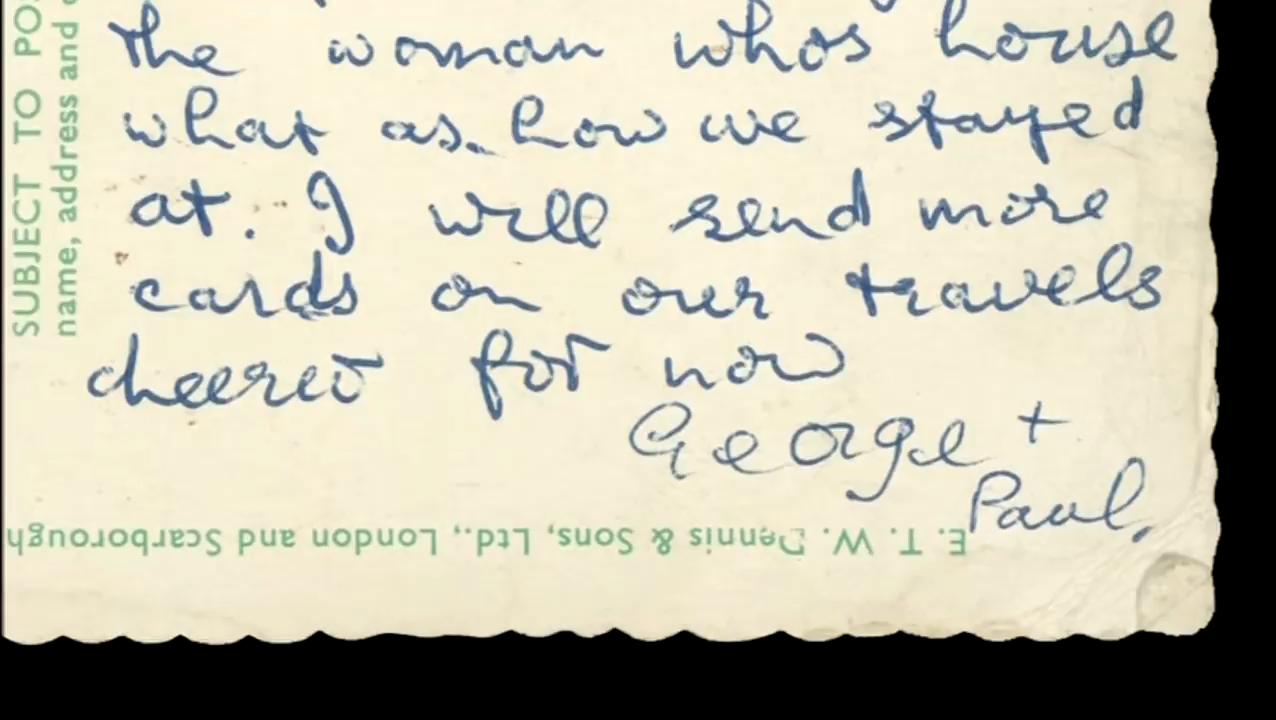 the woman whos house
what as. how we stayed
at. I will send more
cards on our travels
cheerio for now
George +
Paul.
SUBJECT TO POS
name, address and
E. T. W. Dennis & Sons, Ltd., London and Scarborough